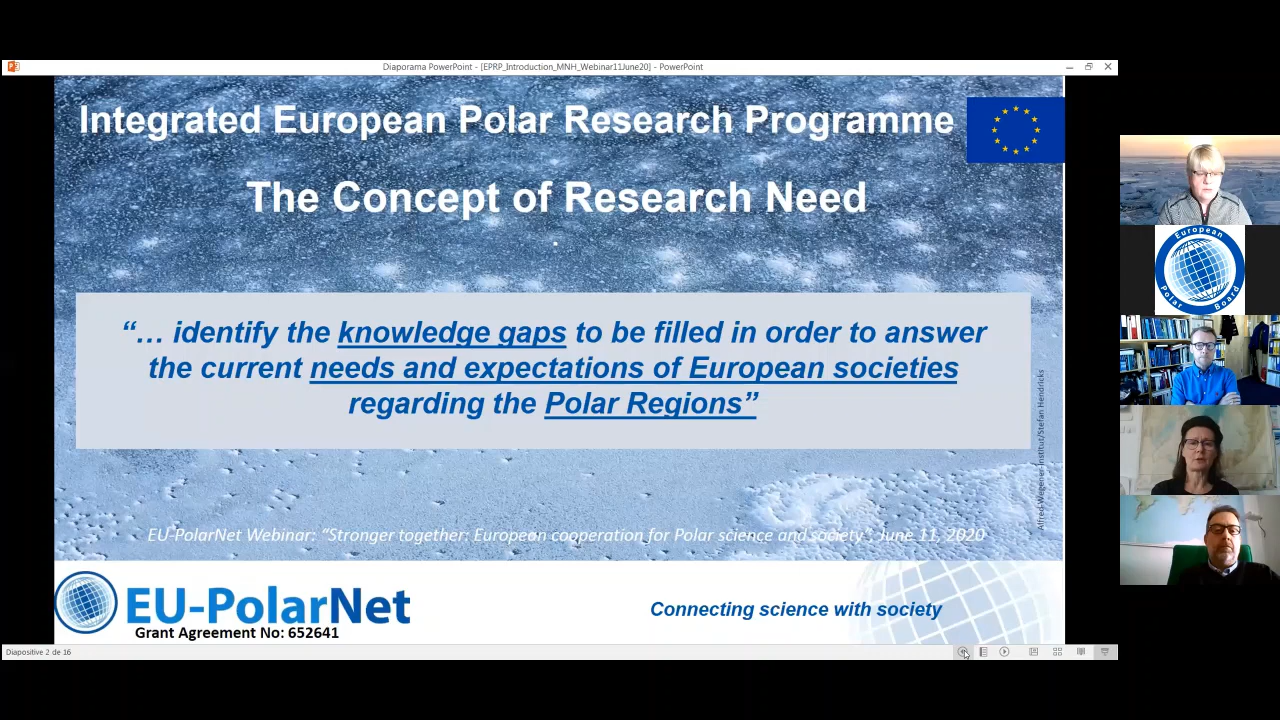 Diaporama PowerPoint - [EPRP_Introduction_MNH_Webinar11June20] - PowerPoint
Integrated European Polar Research Programme
The Concept of Research Need
“… identify the knowledge gaps to be filled in order to answer
the current needs and expectations of European societies
regarding the Polar Regions”
Alfred-Wegener-Institut/Stefan Hendricks
EU-PolarNet Webinar: “Stronger together: European cooperation for Polar science and society”, June 11, 2020
EU-PolarNet
Grant Agreement No: 652641
Connecting science with society
Diapositive 2 de 16
European
Polar Board